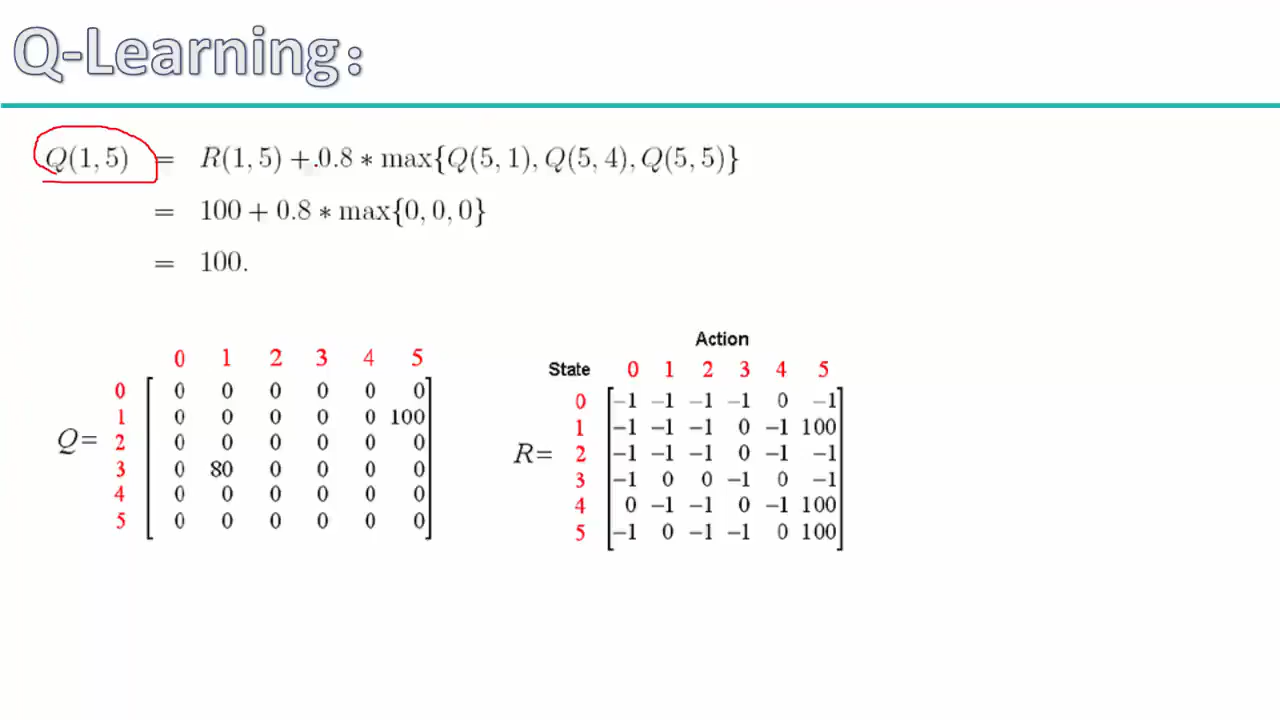 Q-Learning:
Q(1, 5) = R(1, 5) + .0.8 ∗ max{Q(5, 1), Q(5, 4), Q(5, 5)}
= 100 + 0.8 ∗ max{0, 0, 0}
= 100.
0 1 2 3 4 5
0 0 0 0 0 0 0
1 0 0 0 0 0 100
Q= 2 0 0 0 0 0 0
3 0 80 0 0 0 0
4 0 0 0 0 0 0
5 0 0 0 0 0 0
Action
State 0 1 2 3 4 5
0 −1 −1 −1 −1 0 −1
1 −1 −1 −1 0 −1 100
R= 2 −1 −1 −1 0 −1 −1
3 −1 0 0 −1 0 −1
4 0 −1 −1 0 −1 100
5 −1 0 −1 −1 0 100